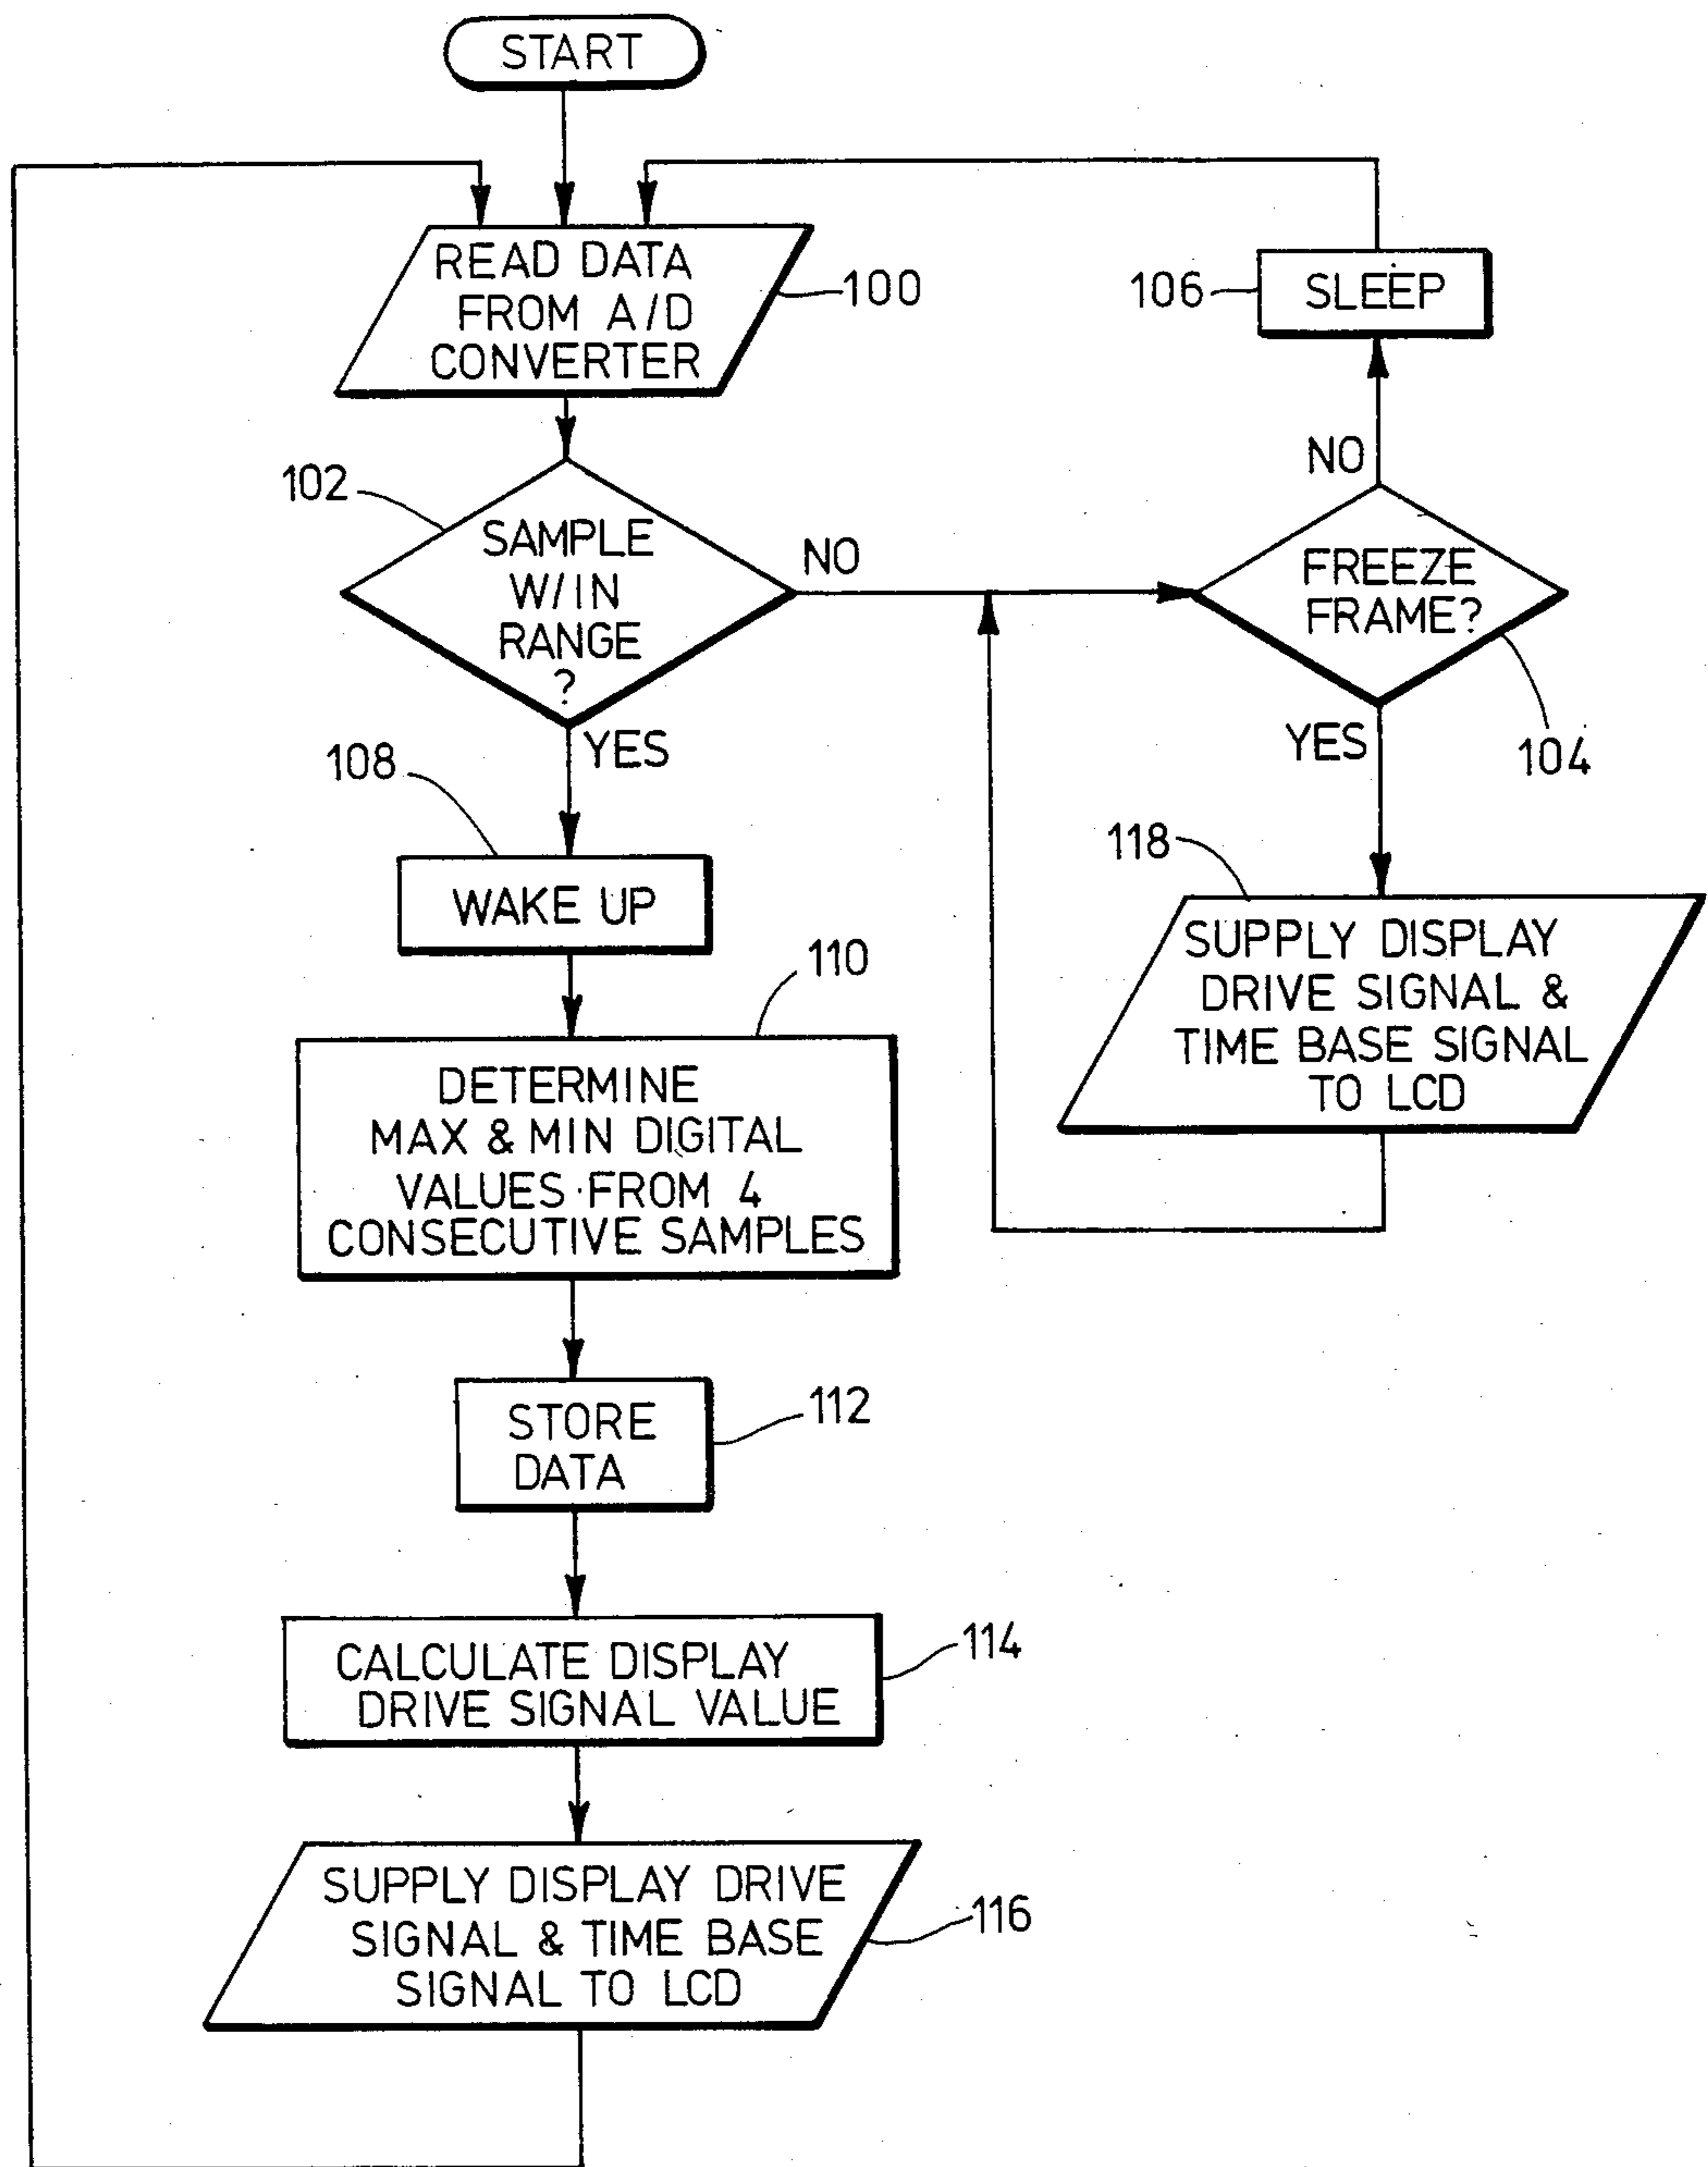 START
READ DATA
FROM A/D
CONVERTER
100
106
SLEEP
102
SAMPLE
W/IN
RANGE
?
NO
NO
FREEZE
FRAME?
104
YES
YES
108
WAKE UP
118
SUPPLY DISPLAY
DRIVE SIGNAL &
TIME BASE SIGNAL
TO LCD
110
DETERMINE
MAX & MIN DIGITAL
VALUES FROM 4
CONSECUTIVE SAMPLES
112
STORE
DATA
114
CALCULATE DISPLAY
DRIVE SIGNAL VALUE
SUPPLY DISPLAY DRIVE
SIGNAL & TIME BASE
SIGNAL TO LCD
116